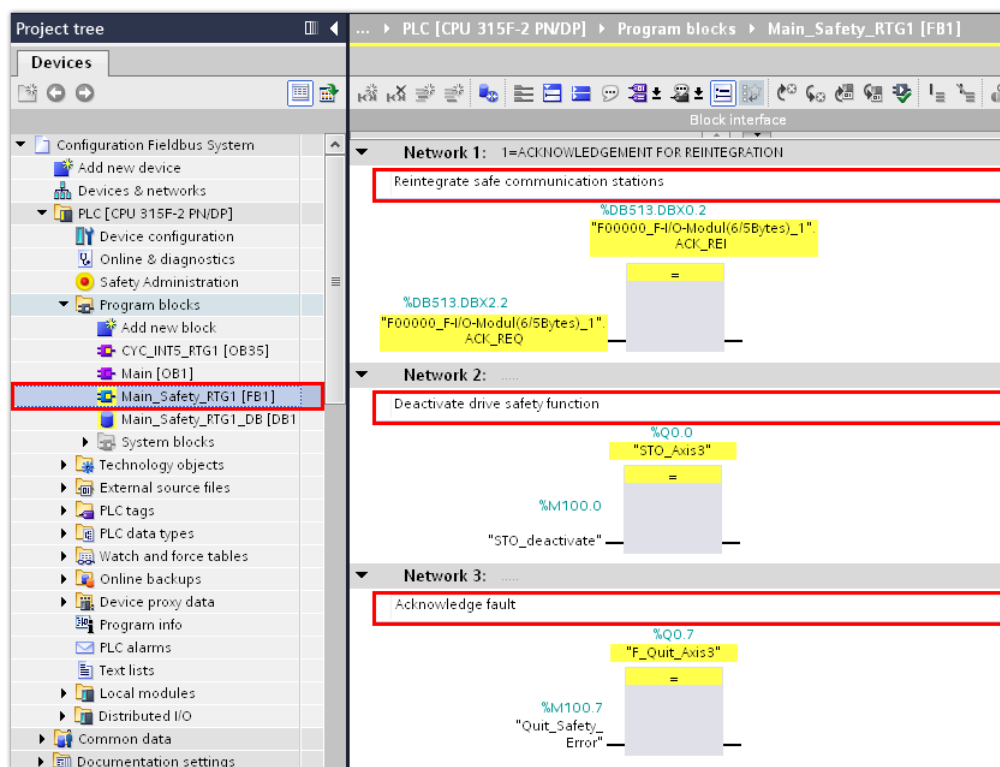 Project tree
Devices
Configuration Fieldbus System
Add new device
Devices & networks
PLC [CPU 315F-2 PN/DP]
Device configuration
Online & diagnostics
Safety Administration
Program blocks
Add new block
CYC_INT5_RTG1 [OB35]
Main [OB1]
Main_Safety_RTG1 [FB1]
Main_Safety_RTG1_DB [DB1
System blocks
Technology objects
External source files
PLC tags
PLC data types
Watch and force tables
Online backups
Device proxy data
Program info
PLC alarms
Text lists
Local modules
Distributed I/O
Common data
Documentation settings
... PLC [CPU 315F-2 PN/DP] Program blocks Main_Safety_RTG1 [FB1]
Block interface
Network 1: 1=ACKNOWLEDGEMENT FOR REINTEGRATION
Reintegrate safe communication stations
%DB513.DBX0.2
"F00000_F-I/O-Modul(6/5Bytes)_1".
ACK_REI
=
%DB513.DBX2.2
"F00000_F-I/O-Modul(6/5Bytes)_1".
ACK_REQ
Network 2: .....
Deactivate drive safety function
%Q0.0
"STO_Axis3"
=
%M100.0
"STO_deactivate"
Network 3: .....
Acknowledge fault
%Q0.7
"F_Quit_Axis3"
=
%M100.7
"Quit_Safety_
Error"